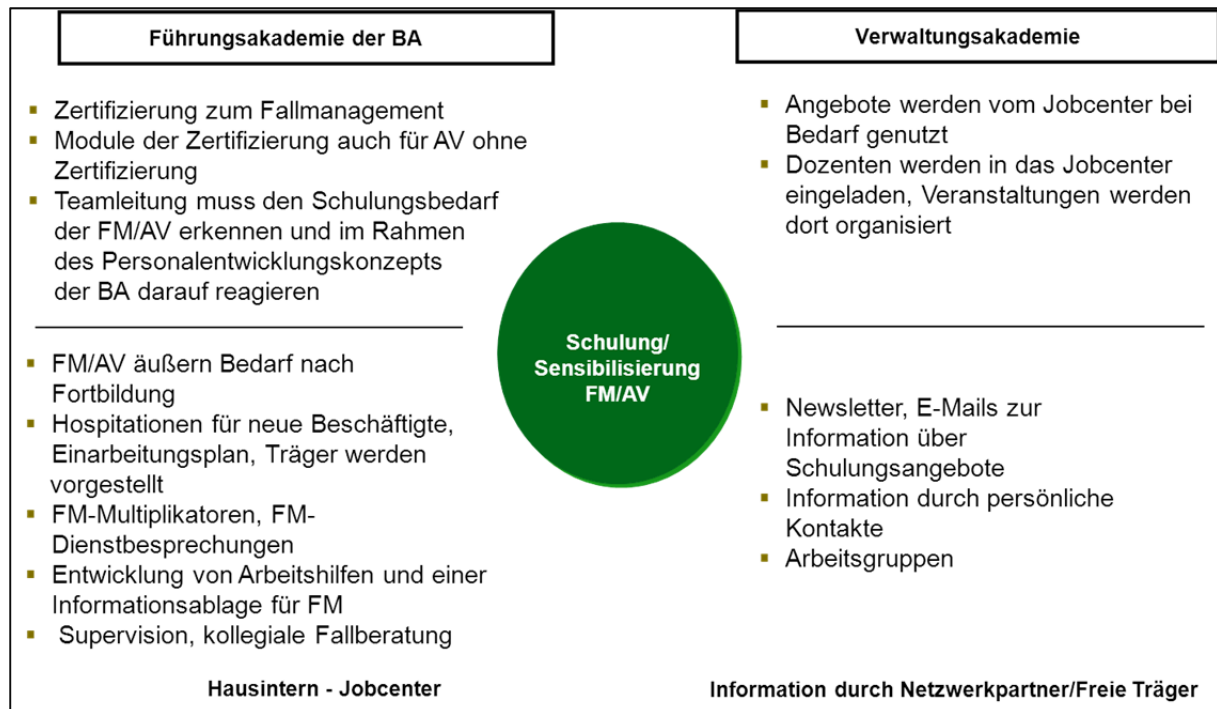 Führungsakademie der BA
▪ Zertifizierung zum Fallmanagement
▪ Module der Zertifizierung auch für AV ohne
Zertifizierung
▪ Teamleitung muss den Schulungsbedarf
der FM/AV erkennen und im Rahmen
des Personalentwicklungskonzepts
der BA darauf reagieren
Verwaltungsakademie
▪ Angebote werden vom Jobcenter bei
Bedarf genutzt
▪ Dozenten werden in das Jobcenter
eingeladen, Veranstaltungen werden
dort organisiert
Schulung/
Sensibilisierung
FM/AV
▪ FM/AV äußern Bedarf nach
Fortbildung
▪ Hospitationen für neue Beschäftigte,
Einarbeitungsplan, Träger werden
vorgestellt
▪ FM-Multiplikatoren, FM-
Dienstbesprechungen
▪ Entwicklung von Arbeitshilfen und einer
Informationsablage für FM
▪ Supervision, kollegiale Fallberatung
Hausintern - Jobcenter
▪ Newsletter, E-Mails zur
Information über
Schulungsangebote
▪ Information durch persönliche
Kontakte
▪ Arbeitsgruppen
Information durch Netzwerkpartner/Freie Träger